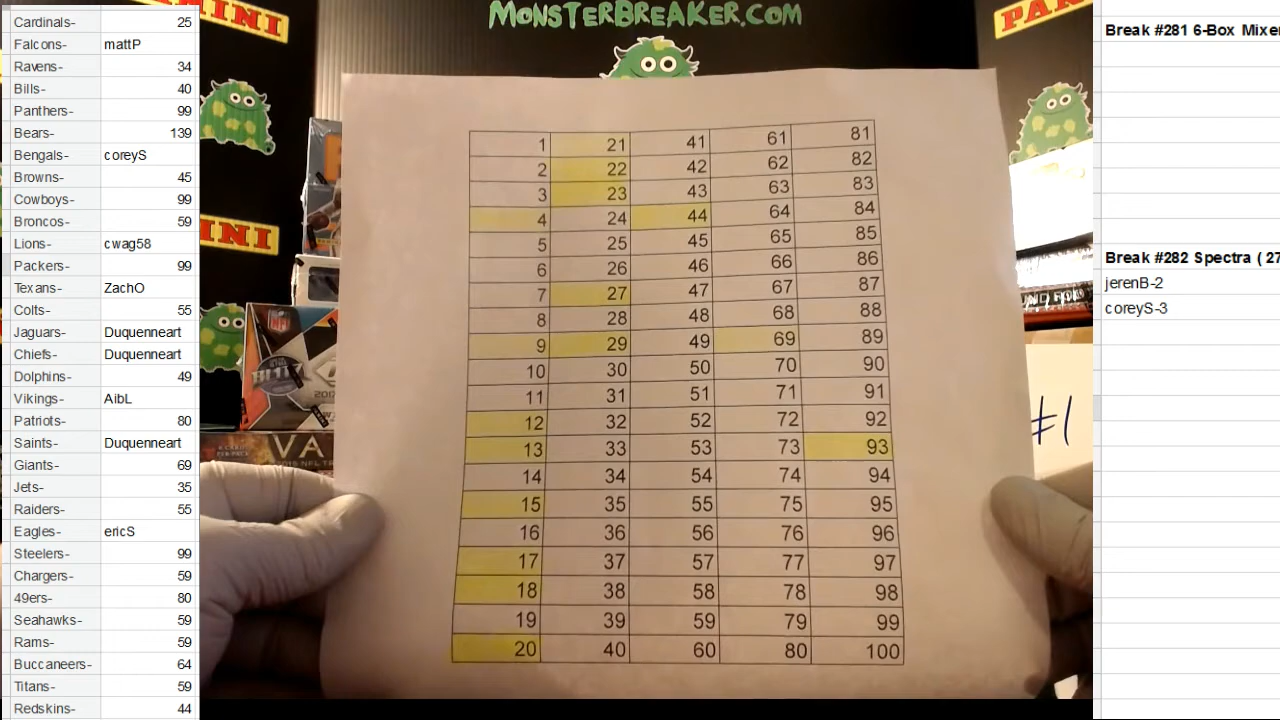 Cardinals- 25
Falcons- mattP
Ravens- 34
Bills- 40
Panthers- 99
Bears- 139
Bengals- coreyS
Browns- 45
Cowboys- 99
Broncos- 59
Lions- cwag58
Packers- 99
Texans- ZachO
Colts- 55
Jaguars- Duquenneart
Chiefs- Duquenneart
Dolphins- 49
Vikings- AibL
Patriots- 80
Saints- Duquenneart
Giants- 69
Jets- 35
Raiders- 55
Eagles- ericS
Steelers- 99
Chargers- 59
49ers- 80
Seahawks- 59
Rams- 59
Buccaneers- 64
Titans- 59
Redskins- 44
MONSTERBREAKER.COM
1 21 41 61 81
2 22 42 62 82
3 23 43 63 83
4 24 44 64 84
5 25 45 65 85
6 26 46 66 86
7 27 47 67 87
8 28 48 68 88
9 29 49 69 89
10 30 50 70 90
11 31 51 71 91
12 32 52 72 92
13 33 53 73 93
14 34 54 74 94
15 35 55 75 95
16 36 56 76 96
17 37 57 77 97
18 38 58 78 98
19 39 59 79 99
20 40 60 80 100
#1
Break #281 6-Box Mixe
Break #282 Spectra ( 27
jerenB-2
coreyS-3